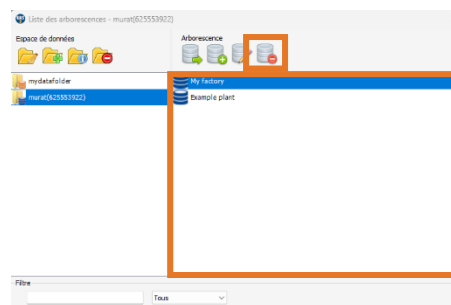 Liste des arborescences - murat(625553922)
Espace de données
Arborescence
mydatafolder
murat(625553922)
My factory
Example plant
Filtre
Tous